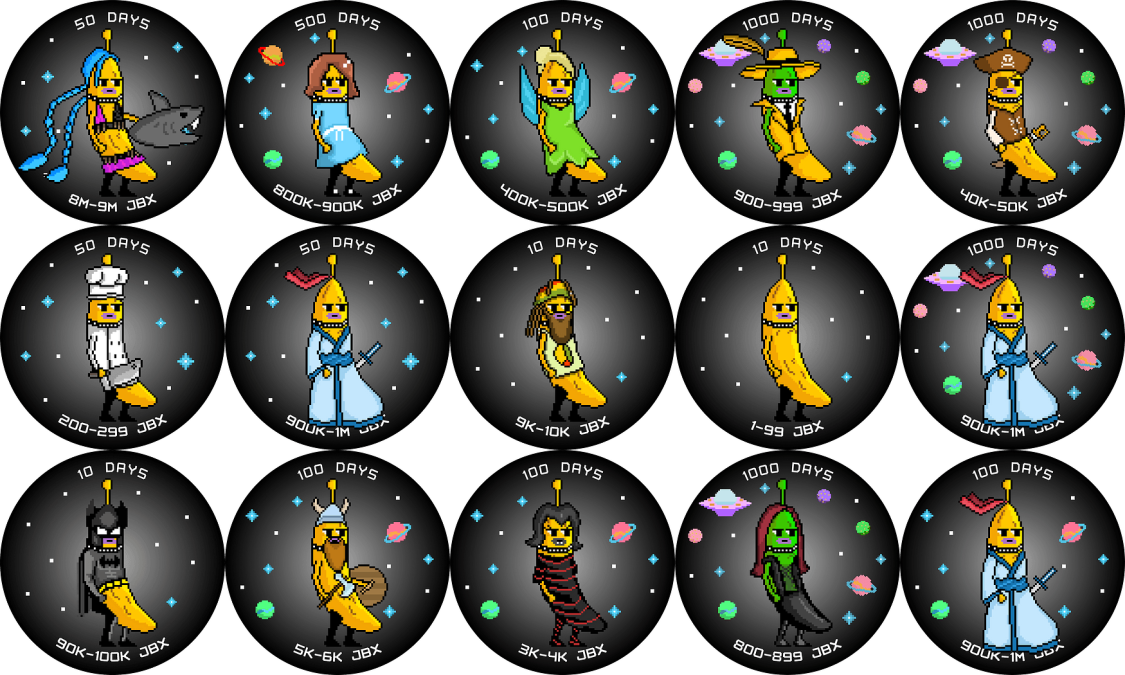 50 DAYS
8M-9M JBX
500 DAYS
800K-900K JBX
100 DAYS
400K-500K JBX
1000 DAYS
900-999 JBX
1000 DAYS
40K-50K JBX
50 DAYS
200-299 JBX
50 DAYS
900K-1M JBX
10 DAYS
9K-10K JBX
10 DAYS
1-99 JBX
1000 DAYS
900K-1M JBX
10 DAYS
90K-100K JBX
100 DAYS
5K-6K JBX
100 DAYS
3K-4K JBX
1000 DAYS
800-899 JBX
100 DAYS
900K-1M JBX